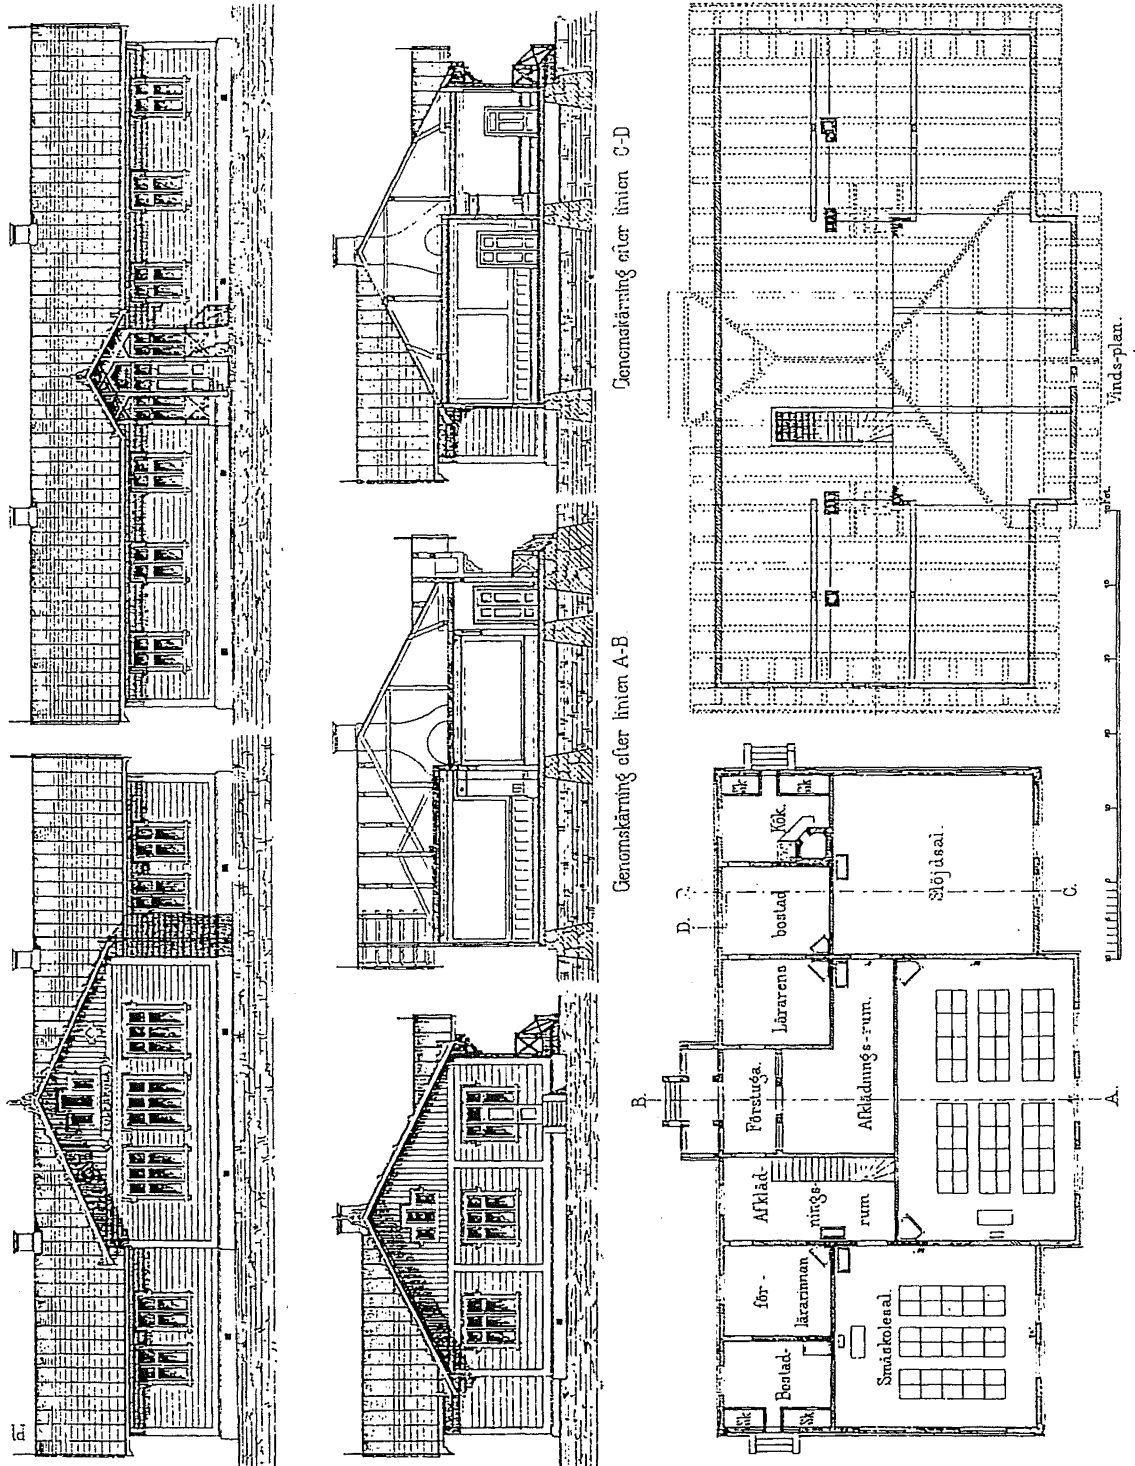 a.
Genomskärning efter linien A-B
Genomskärning efter linien C-D
B.
D.
Förstuga.
Lärarens
bostad
Kök.
Afkläd-
nings-
rum
Afklädnings-rum.
Slöjdsal.
Bostad-
för-
lärarinnan
Småskolesal.
A.
C.
Vinds-plan.